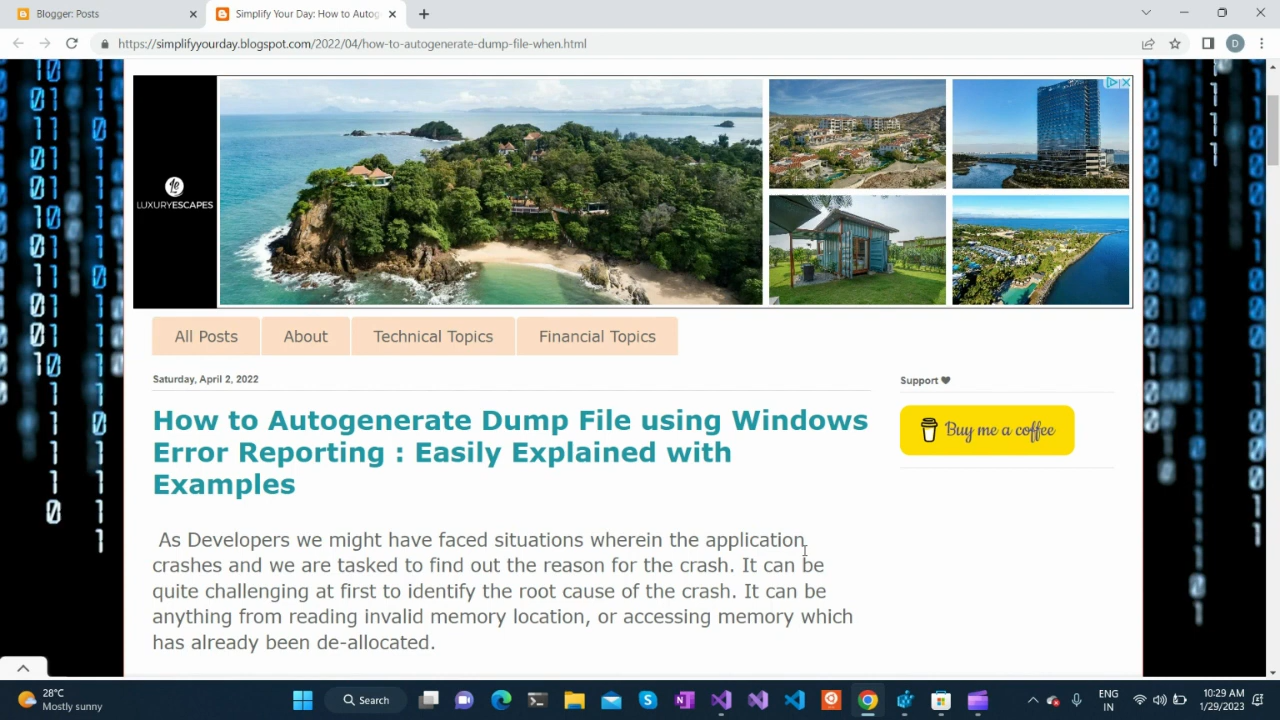 Blogger: Posts
Simplify Your Day: How to Autog
https://simplifyyourday.blogspot.com/2022/04/how-to-autogenerate-dump-file-when.html
D
Le
LUXURYESCAPES
All Posts
About
Technical Topics
Financial Topics
Saturday, April 2, 2022
Support ♥
How to Autogenerate Dump File using Windows
Error Reporting : Easily Explained with
Examples
Buy me a coffee
As Developers we might have faced situations wherein the application
crashes and we are tasked to find out the reason for the crash. It can be
quite challenging at first to identify the root cause of the crash. It can be
anything from reading invalid memory location, or accessing memory which
has already been de-allocated.
28°C
Mostly sunny
Search
ENG
IN
10:29 AM
1/29/2023